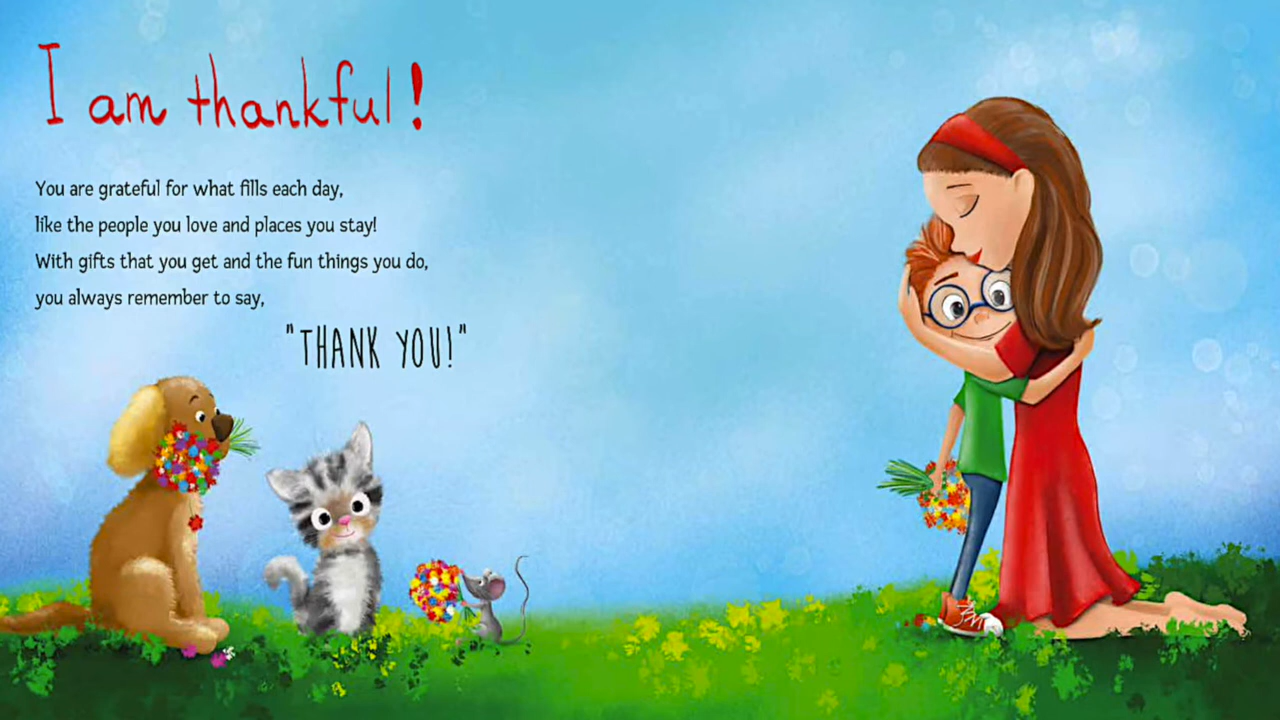 I am thankful!
You are grateful for what fills each day,
like the people you love and places you stay!
With gifts that you get and the fun things you do,
you always remember to say,
"THANK YOU!"